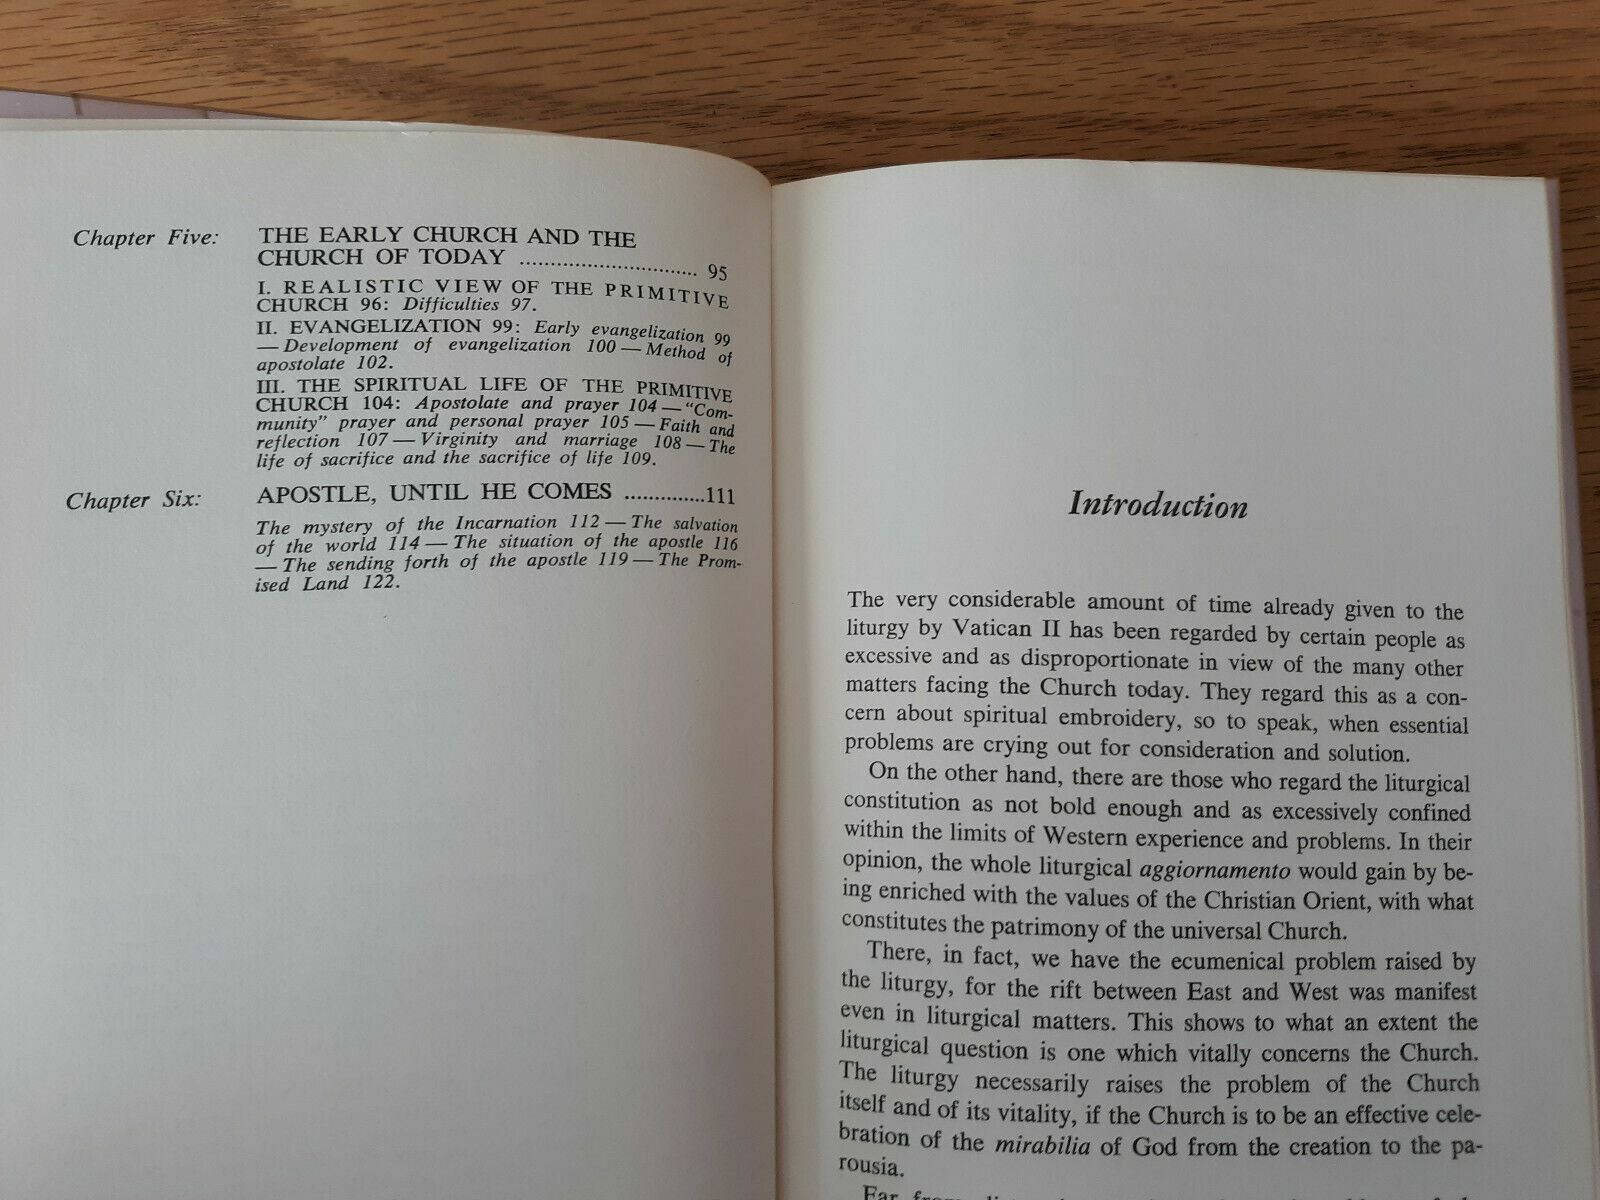 Chapter Five: THE EARLY CHURCH AND THE
CHURCH OF TODAY ............................ 95
I. REALISTIC VIEW OF THE PRIMITIVE
CHURCH 96: Difficulties 97.
II. EVANGELIZATION 99: Early evangelization 99
— Development of evangelization 100 — Method of
apostolate 102.
III. THE SPIRITUAL LIFE OF THE PRIMITIVE
CHURCH 104: Apostolate and prayer 104 — "Com-
munity" prayer and personal prayer 105 — Faith and
reflection 107 — Virginity and marriage 108 — The
life of sacrifice and the sacrifice of life 109.
Chapter Six: APOSTLE, UNTIL HE COMES ..............111
The mystery of the Incarnation 112 — The salvation
of the world 114 — The situation of the apostle 116
— The sending forth of the apostle 119 — The Prom-
ised Land 122.
Introduction
The very considerable amount of time already given to the
liturgy by Vatican II has been regarded by certain people as
excessive and as disproportionate in view of the many other
matters facing the Church today. They regard this as a con-
cern about spiritual embroidery, so to speak, when essential
problems are crying out for consideration and solution.
On the other hand, there are those who regard the liturgical
constitution as not bold enough and as excessively confined
within the limits of Western experience and problems. In their
opinion, the whole liturgical aggiornamento would gain by be-
ing enriched with the values of the Christian Orient, with what
constitutes the patrimony of the universal Church.
There, in fact, we have the ecumenical problem raised by
the liturgy, for the rift between East and West was manifest
even in liturgical matters. This shows to what an extent the
liturgical question is one which vitally concerns the Church.
The liturgy necessarily raises the problem of the Church
itself and of its vitality, if the Church is to be an effective cele-
bration of the mirabilia of God from the creation to the pa-
rousia.
Far from